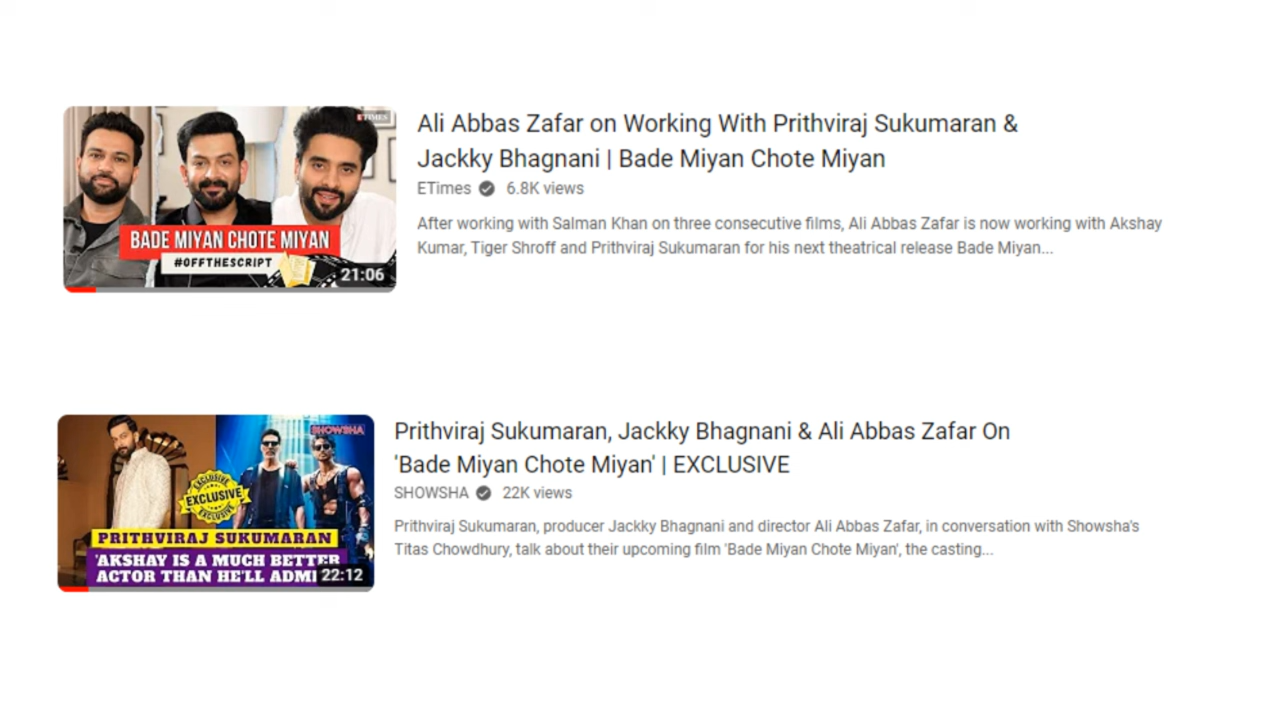 ETIMES
BADE MIYAN CHOTE MIYAN
#OFFTHESCRIPT
21:06
Ali Abbas Zafar on Working With Prithviraj Sukumaran &
Jackky Bhagnani | Bade Miyan Chote Miyan
ETimes 6.8K views
After working with Salman Khan on three consecutive films, Ali Abbas Zafar is now working with Akshay
Kumar, Tiger Shroff and Prithviraj Sukumaran for his next theatrical release Bade Miyan...
SHOWSHA
EXCLUSIVE
EXCLUSIVE
EXCLUSIVE
PRITHVIRAJ SUKUMARAN
'AKSHAY IS A MUCH BETTER
ACTOR THAN HE'LL ADMI
22:12
Prithviraj Sukumaran, Jackky Bhagnani & Ali Abbas Zafar On
'Bade Miyan Chote Miyan' | EXCLUSIVE
SHOWSHA 22K views
Prithviraj Sukumaran, producer Jackky Bhagnani and director Ali Abbas Zafar, in conversation with Showsha's
Titas Chowdhury, talk about their upcoming film 'Bade Miyan Chote Miyan', the casting...